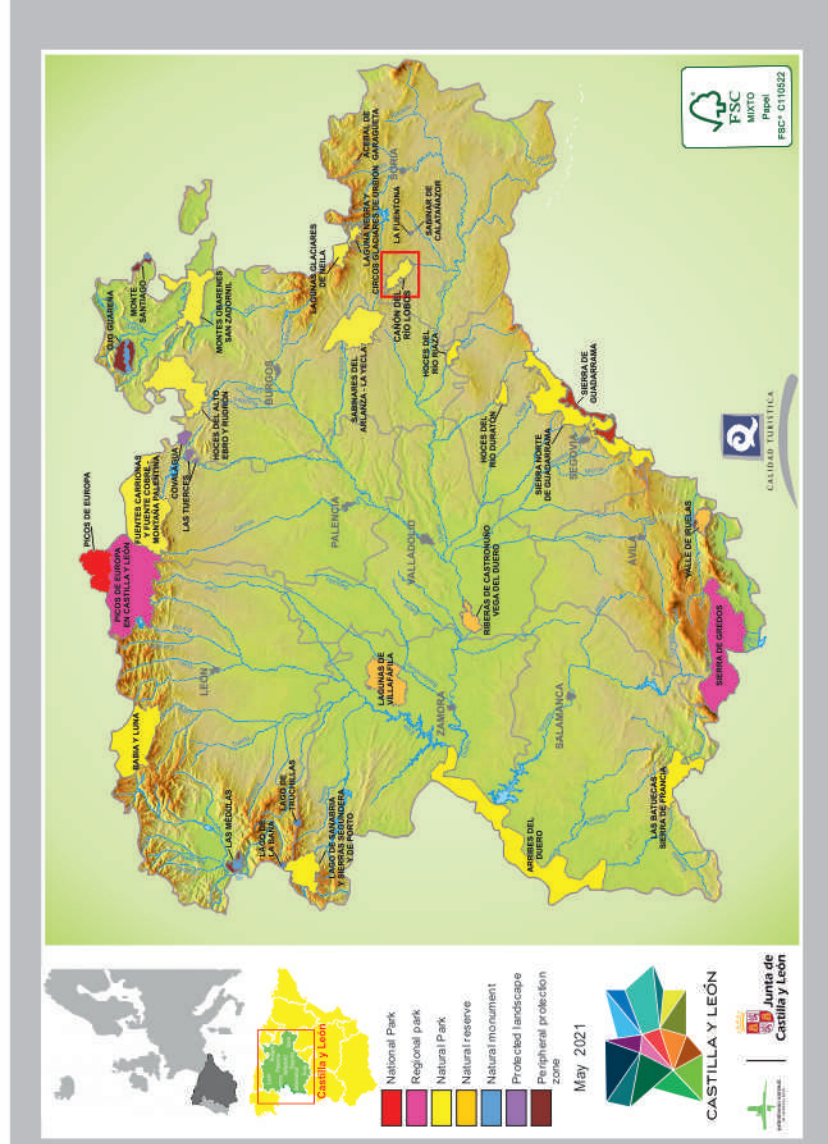 PICOS DE EUROPA
PICOS DE EUROPA
EN CASTILLA Y LEÓN
FUENTES CARRIONAS
Y FUENTE COBRE-
MONTAÑA PALENTINA
COVALAGUA
LAS TUERCES
HOCES DEL ALTO
EBRO Y RUDRÓN
OJO GUAREÑA
MONTE
SANTIAGO
MONTES OBARENES
SAN ZADORNIL
BABIA Y LUNA
LEÓN
PALENCIA
BURGOS
LAGUNAS GLACIARES
DE NEILA
LAGUNA NEGRA Y
CIRCOS GLACIARES DE URBIÓN
ACEBAL DE
GARAGÜETA
SORIA
LA FUENTONA
SABINAR DE
CALATAÑAZOR
CAÑÓN DEL
RÍO LOBOS
SABINARES DEL
ARLANZA - LA YECLA
HOCES DEL
RÍO RIAZA
LAS MÉDULAS
LAGO DE
LA BAÑA
LAGO DE
TRUCHILLAS
LAGO DE SANABRIA
Y SIERRAS SEGUNDERA
Y DE PORTO
LAGUNAS DE
VILLAFÁFILA
ZAMORA
VALLADOLID
RIBERAS DE CASTRONUÑO
VEGA DEL DUERO
HOCES DEL
RÍO DURATÓN
SIERRA NORTE
DE GUADARRAMA
SEGOVIA
SIERRA DE
GUADARRAMA
ARRIBES DEL
DUERO
SALAMANCA
ÁVILA
LAS BATUECAS
SIERRA DE FRANCIA
SIERRA DE GREDOS
VALLE DE IRUELAS
CALIDAD TURISTICA
FSC
MIXTO
Papel
FSC® C110522
Castilla y León
National Park
Regional park
Natural Park
Natural reserve
Natural monument
Protected landscape
Peripheral protection
zone
May 2021
CASTILLA Y LEÓN
Junta de
Castilla y León